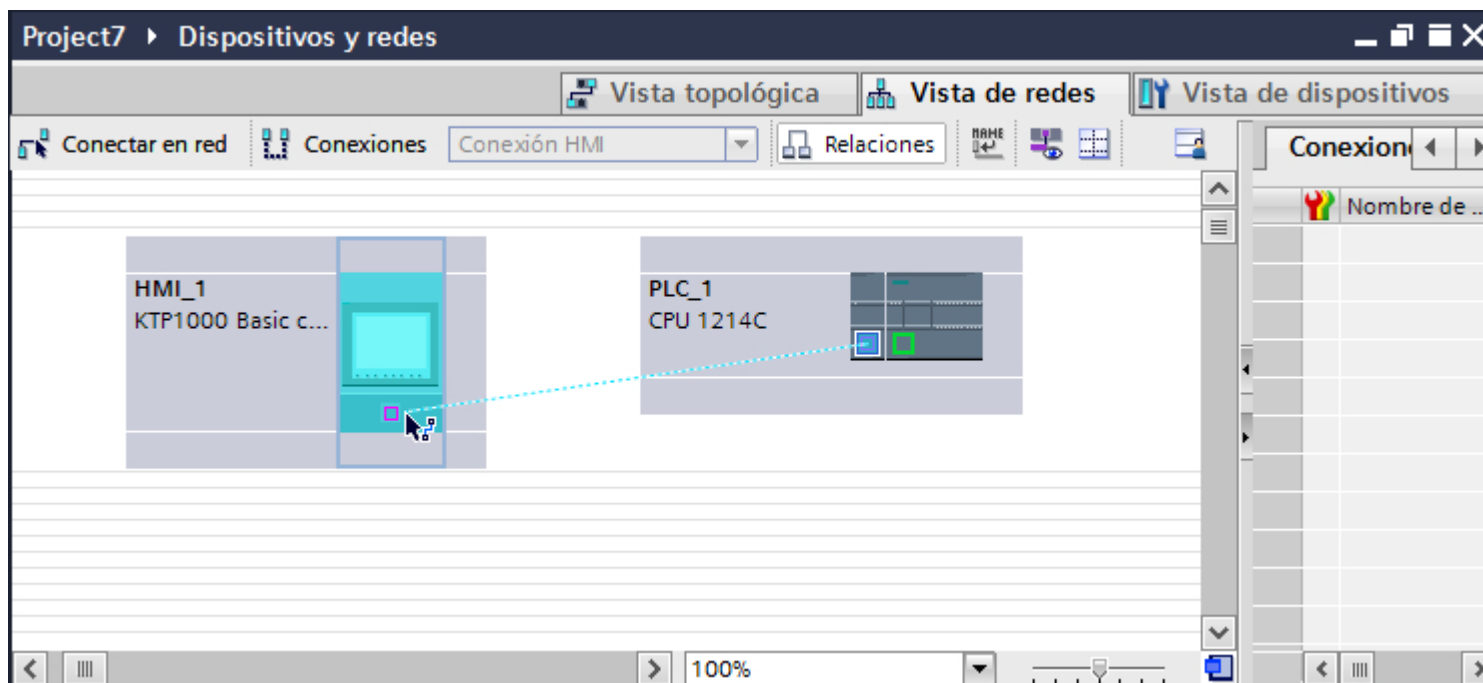 Project7 ▸ Dispositivos y redes
Vista topológica Vista de redes Vista de dispositivos
Conectar en red Conexiones Conexión HMI Relaciones NAME Conexion
Nombre de ...
HMI_1
KTP1000 Basic c...
PLC_1
CPU 1214C
100%